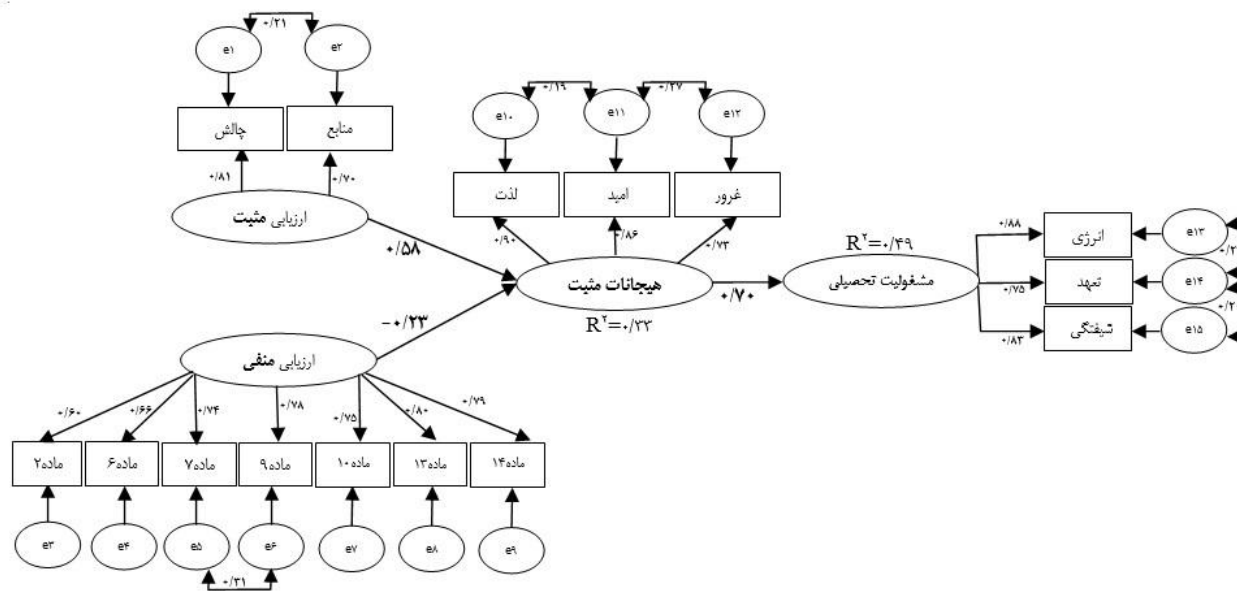 ۰/۲۱
e۱
e۲
چالش
منابع
۰/۸۱
۰/۷۰
ارزیابی مثبت
۰/۵۸
۰/۱۹
۰/۲۷
e۱۰
e۱۱
e۱۲
لذت
امید
غرور
۰/۹۰
۰/۸۶
۰/۷۳
هیجانات مثبت
R۲=۰/۳۳
۰/۷۰
R۲=۰/۴۹
مشغولیت تحصیلی
۰/۸۸
۰/۷۵
۰/۸۳
انرژی
تعهد
شیفتگی
e۱۳
e۱۴
e۱۵
-۰/۲۳
ارزیابی منفی
۰/۶۰
۰/۶۶
۰/۷۴
۰/۷۸
۰/۷۵
۰/۸۰
۰/۷۹
ماده۲
ماده۶
ماده۷
ماده۹
ماده۱۰
ماده۱۳
ماده۱۴
e۳
e۴
e۵
e۶
e۷
e۸
e۹
۰/۳۱